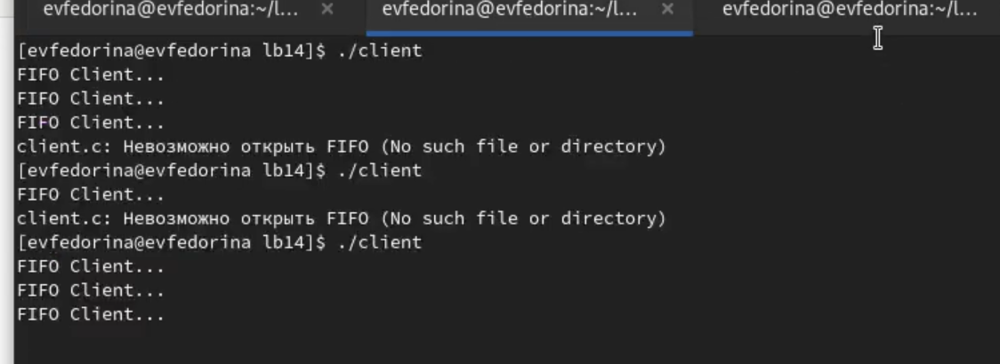 evfedorina@evfedorina:~/l... × evfedorina@evfedorina:~/l... × evfedorina@evfedorina:~/l...
[evfedorina@evfedorina lb14]$ ./client
FIFO Client...
FIFO Client...
FIFO Client...
client.c: Невозможно открыть FIFO (No such file or directory)
[evfedorina@evfedorina lb14]$ ./client
FIFO Client...
client.c: Невозможно открыть FIFO (No such file or directory)
[evfedorina@evfedorina lb14]$ ./client
FIFO Client...
FIFO Client...
FIFO Client...